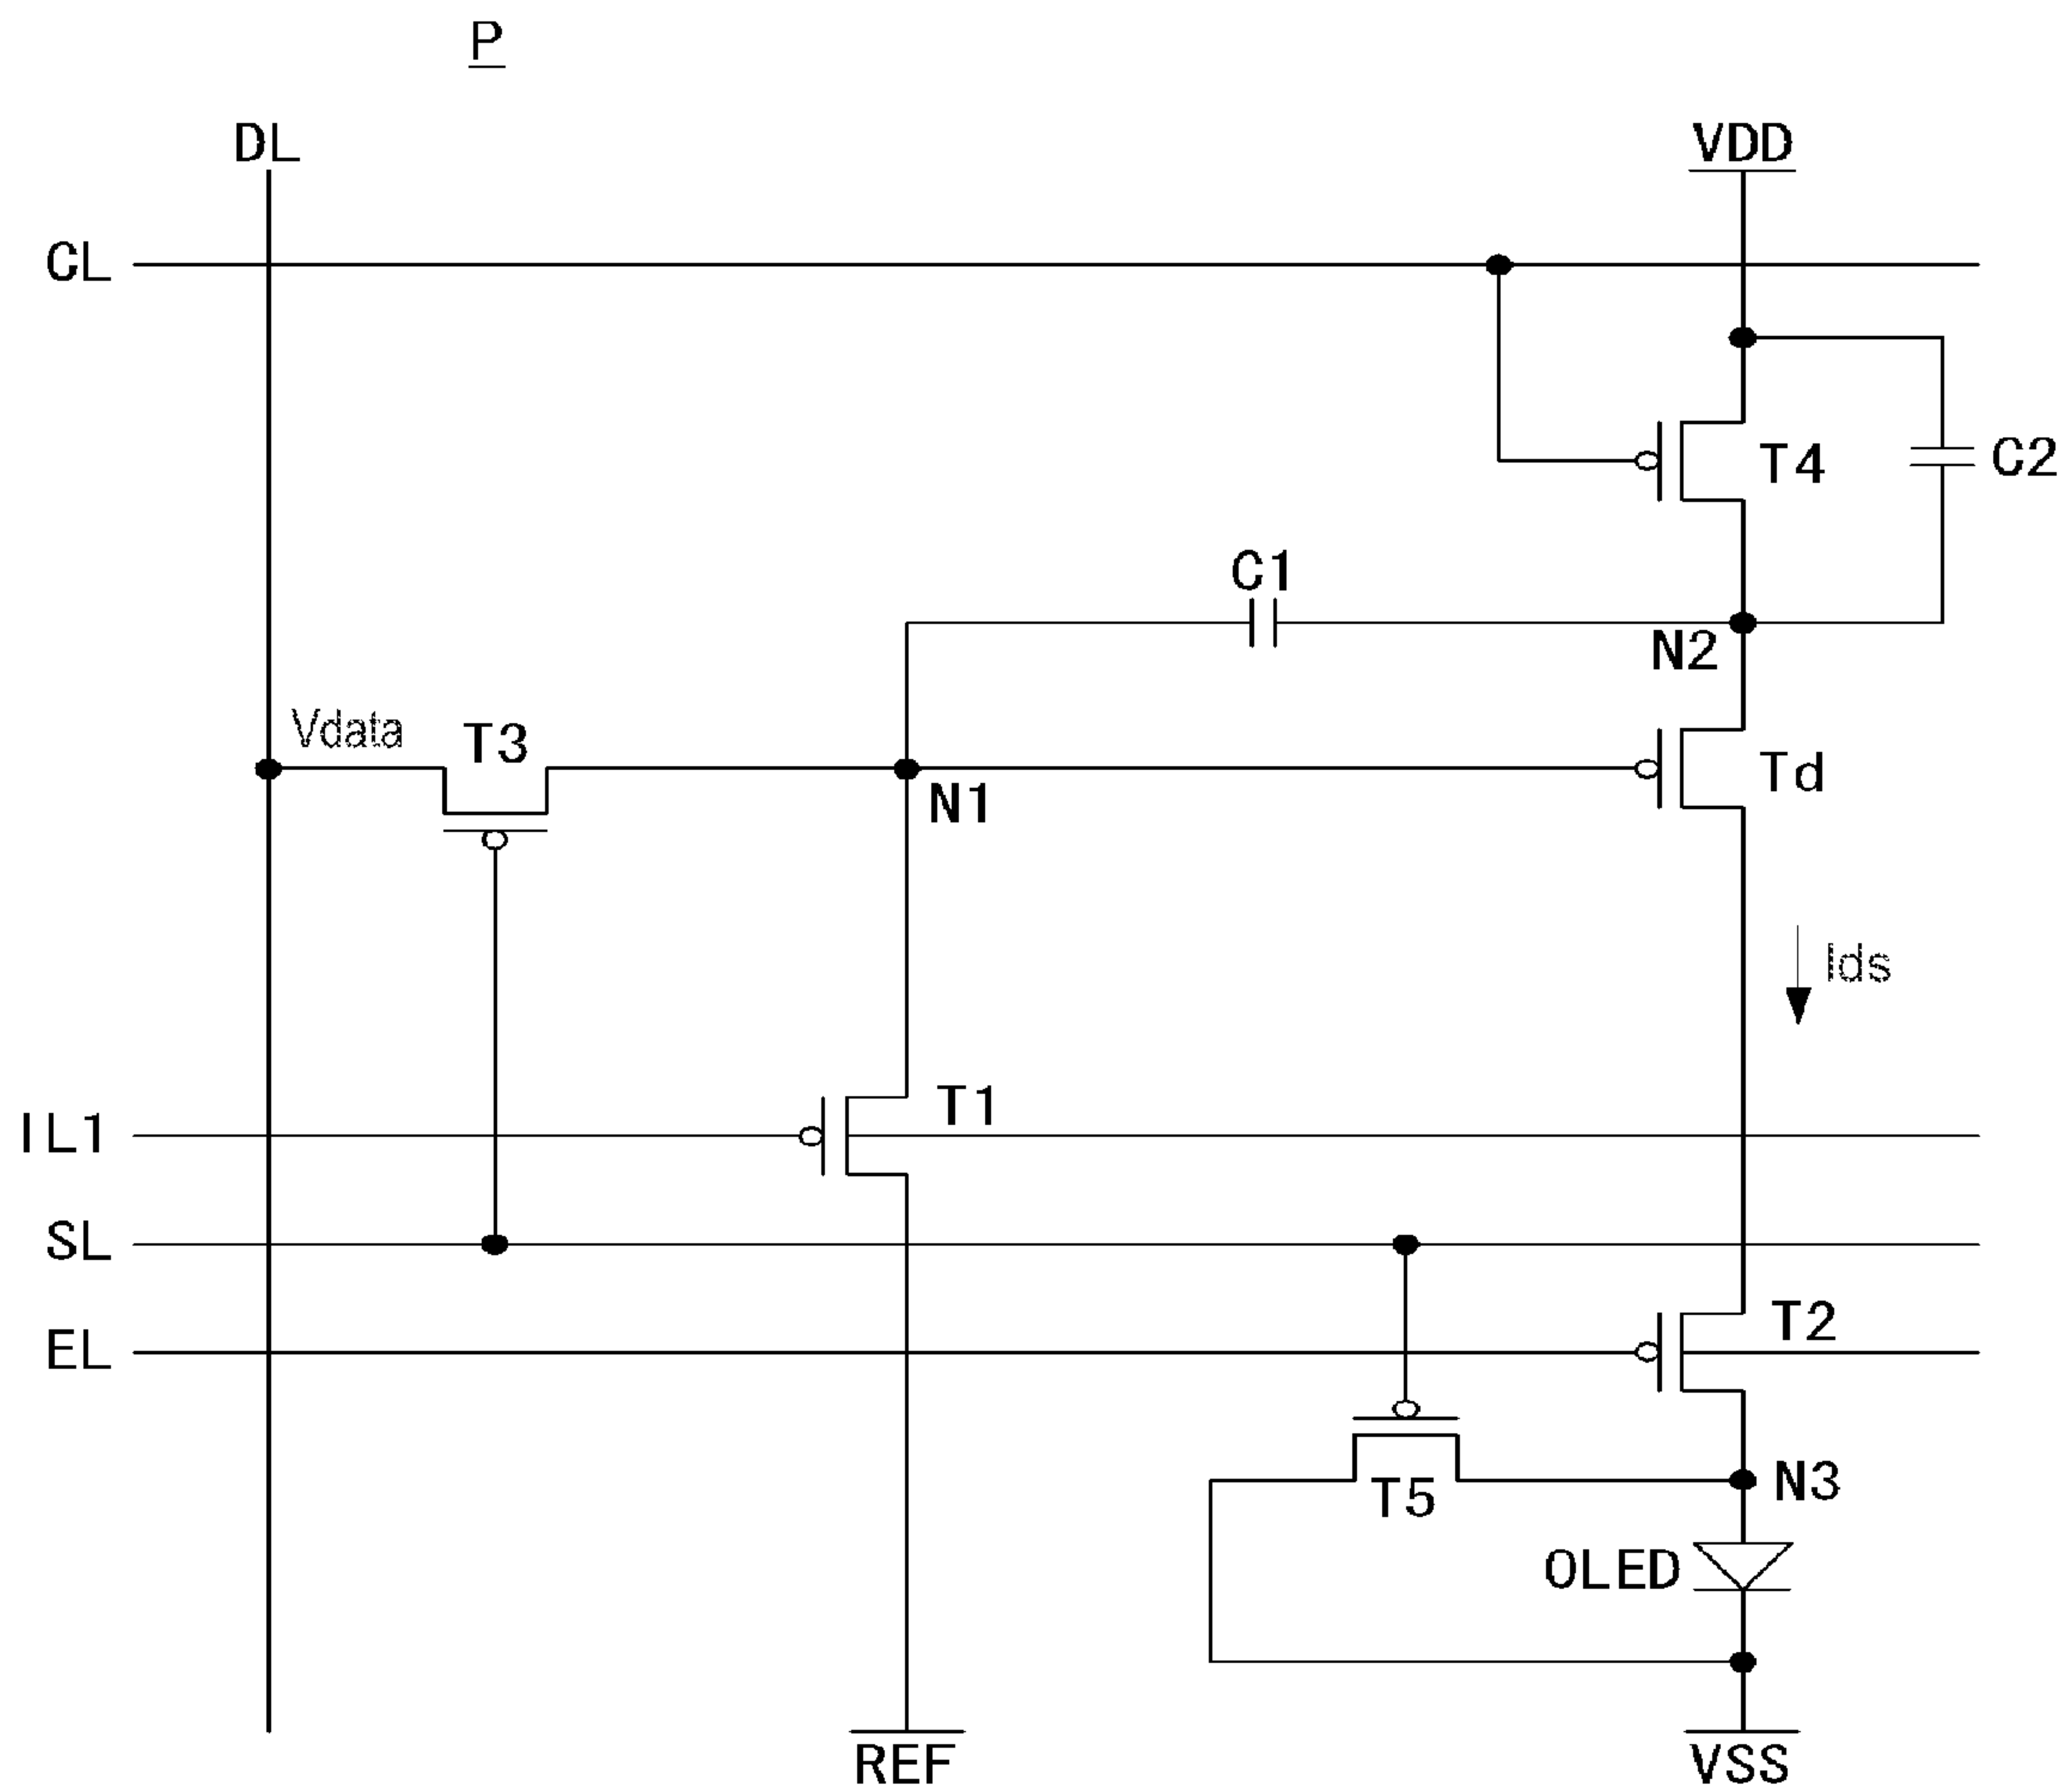 P
DL
VDD
CL
T4
C2
C1
N2
Vdata
T3
Td
N1
Ids
T1
IL1
SL
T2
EL
N3
T5
OLED
REF
VSS